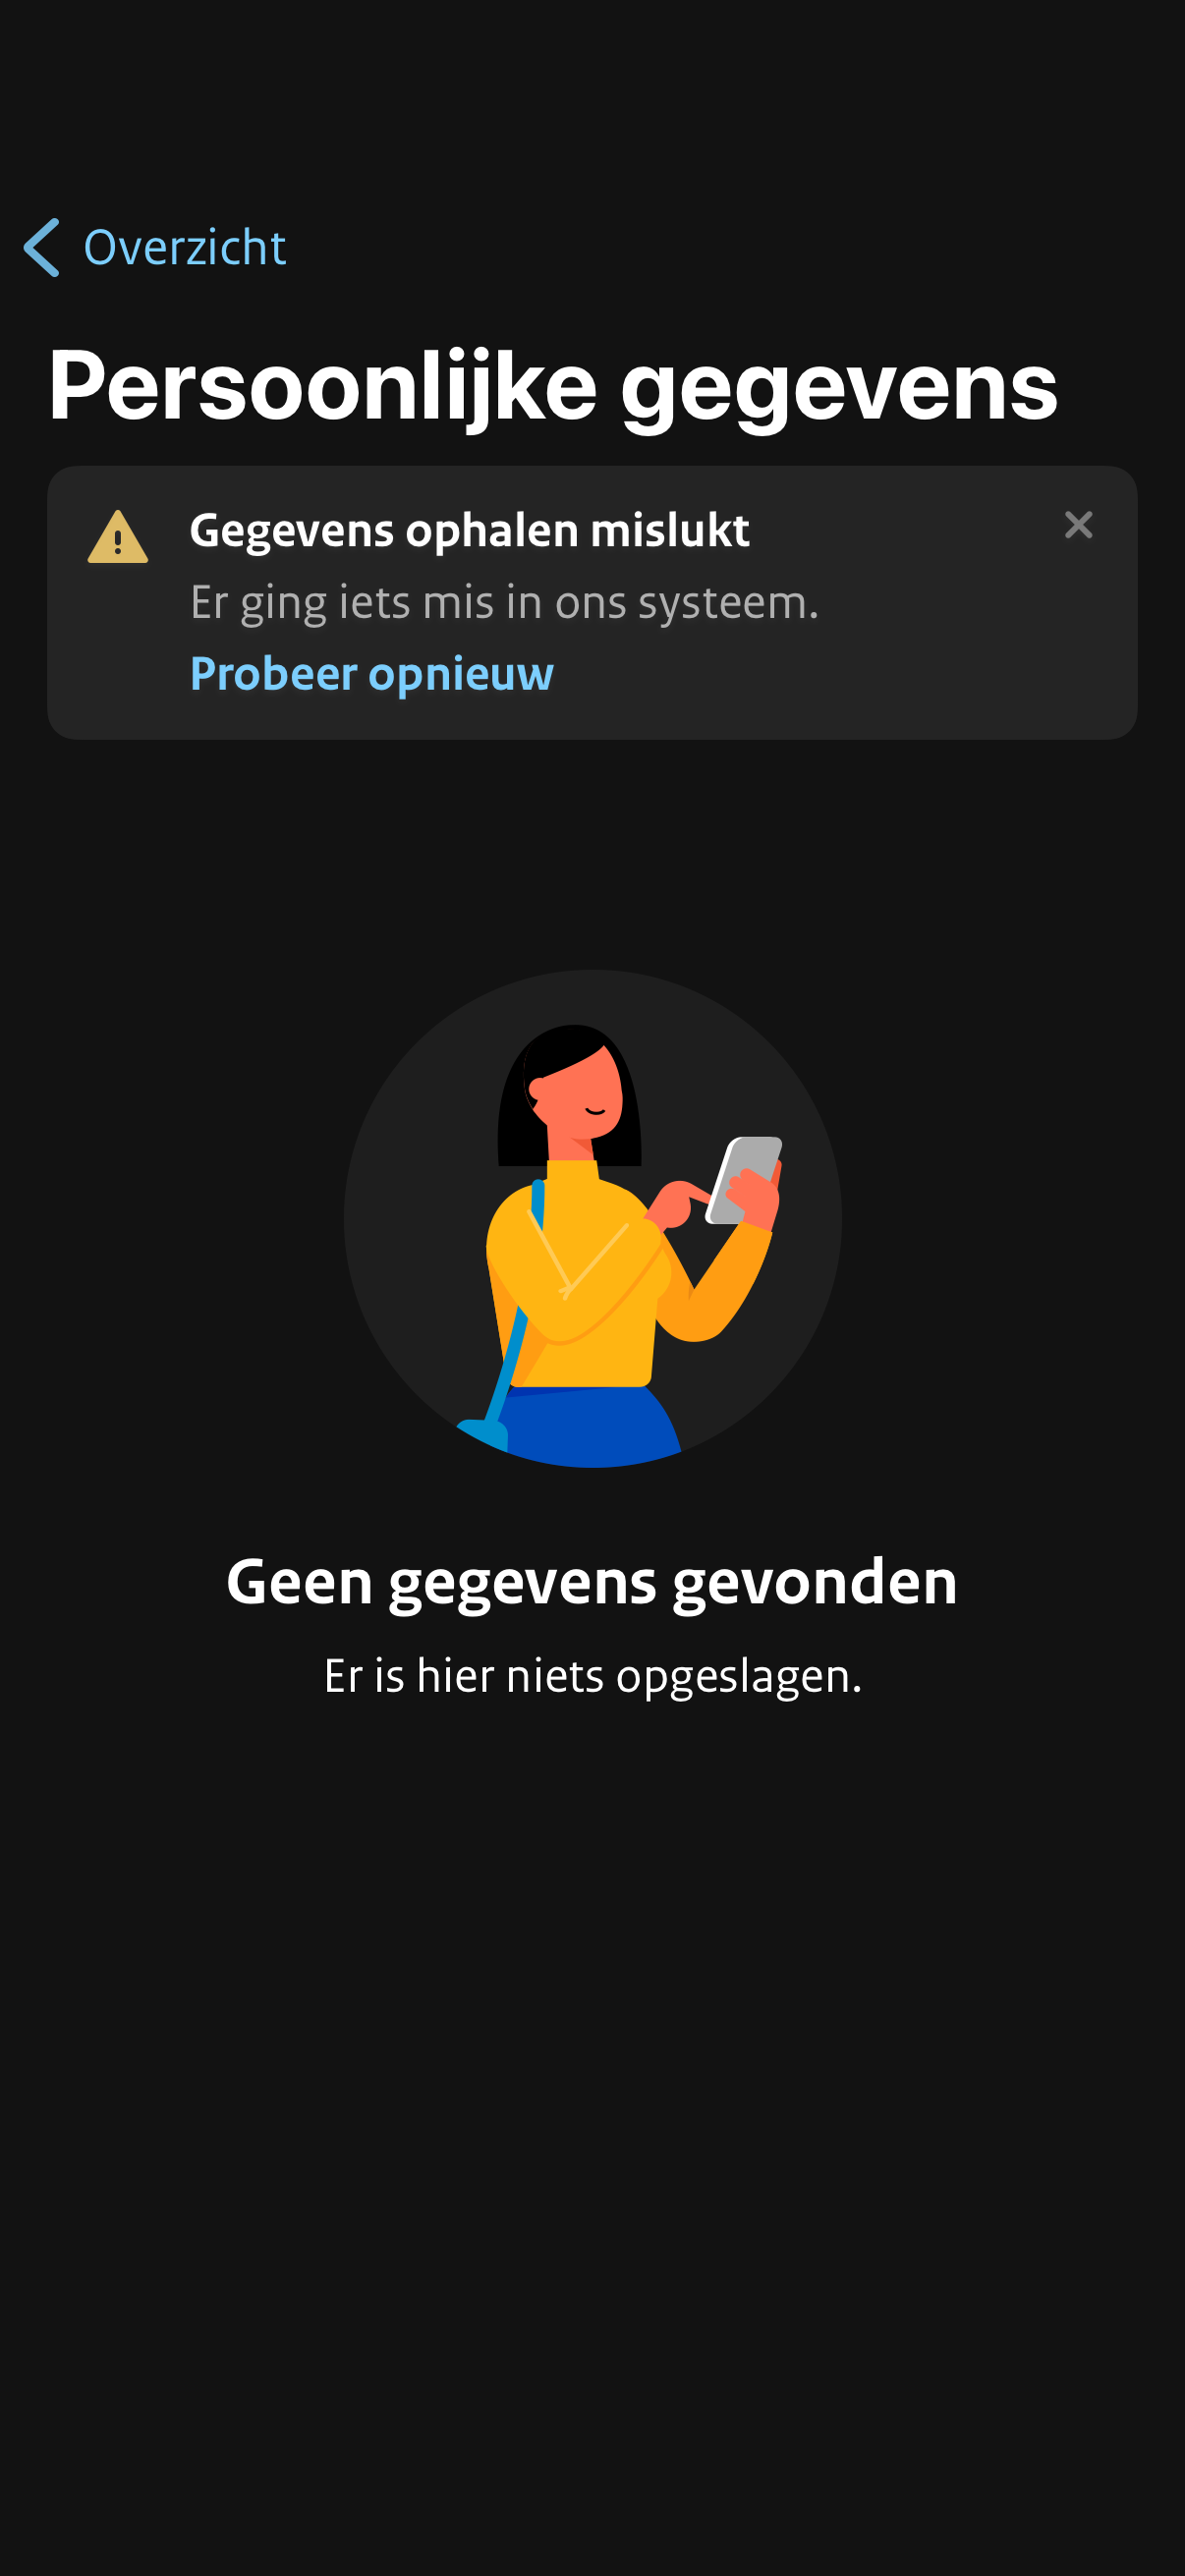 Overzicht
Persoonlijke gegevens
Gegevens ophalen mislukt
Er ging iets mis in ons systeem.
Probeer opnieuw
Geen gegevens gevonden
Er is hier niets opgeslagen.